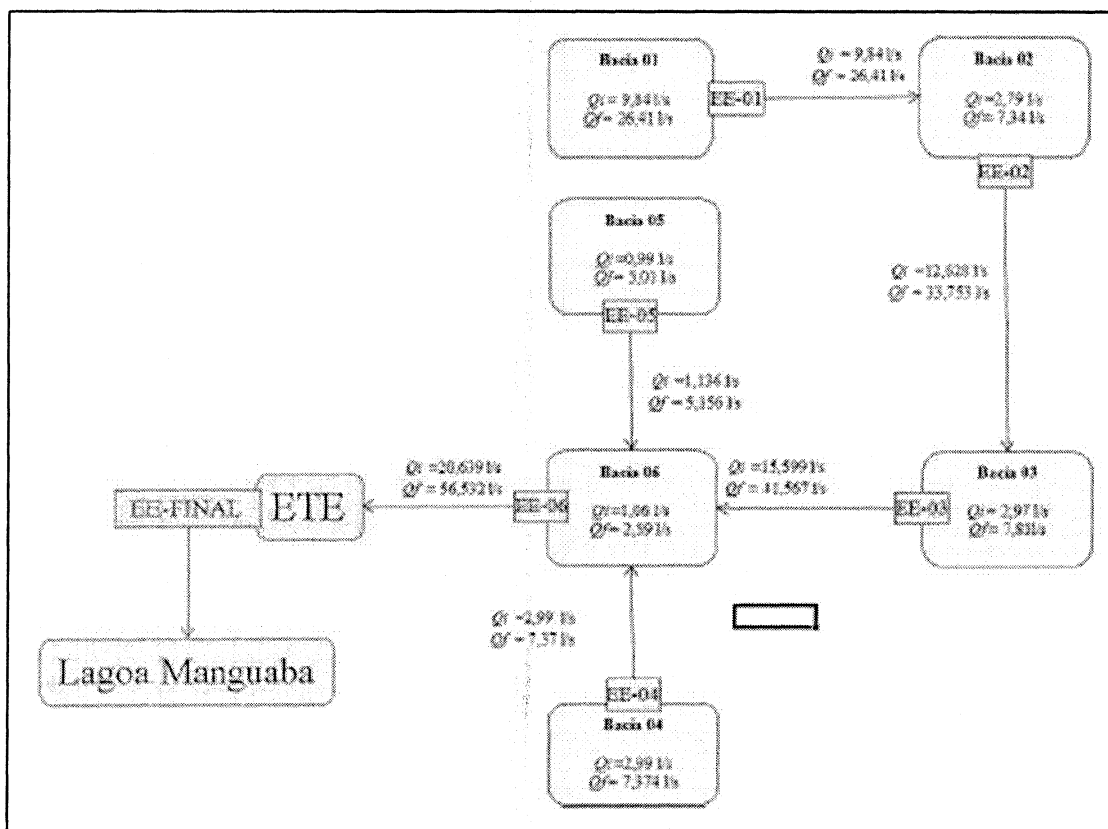 Bacia 01
Qi = 9,84 l/s
Qf = 26,41 l/s
EE-01
Qi = 9,84 l/s
Qf = 26,41 l/s
Bacia 02
Qi =2,79 l/s
Qf= 7,34 l/s
EE-02
Qi =12,628 l/s
Qf = 33,753 l/s
Bacia 05
Qi=0,99 l/s
EE-05
Qi =1,136 l/s
Qf = 5,156 l/s
Bacia 03
Qi= 2,97 l/s
Qf= 7,81 l/s
EE-03
Qi =15,599 l/s
Qf = 41,567 l/s
Bacia 06
Qi=1,06 l/s
Qf= 2,59 l/s
EE-06
Qi =20,639 l/s
Qf = 56,532 l/s
ETE
EE-FINAL
Lagoa Manguaba
Qi =2,99 l/s
Qf = 7,37 l/s
EE-04
Bacia 04
Qi=2,99 l/s
Qf= 7,374 l/s